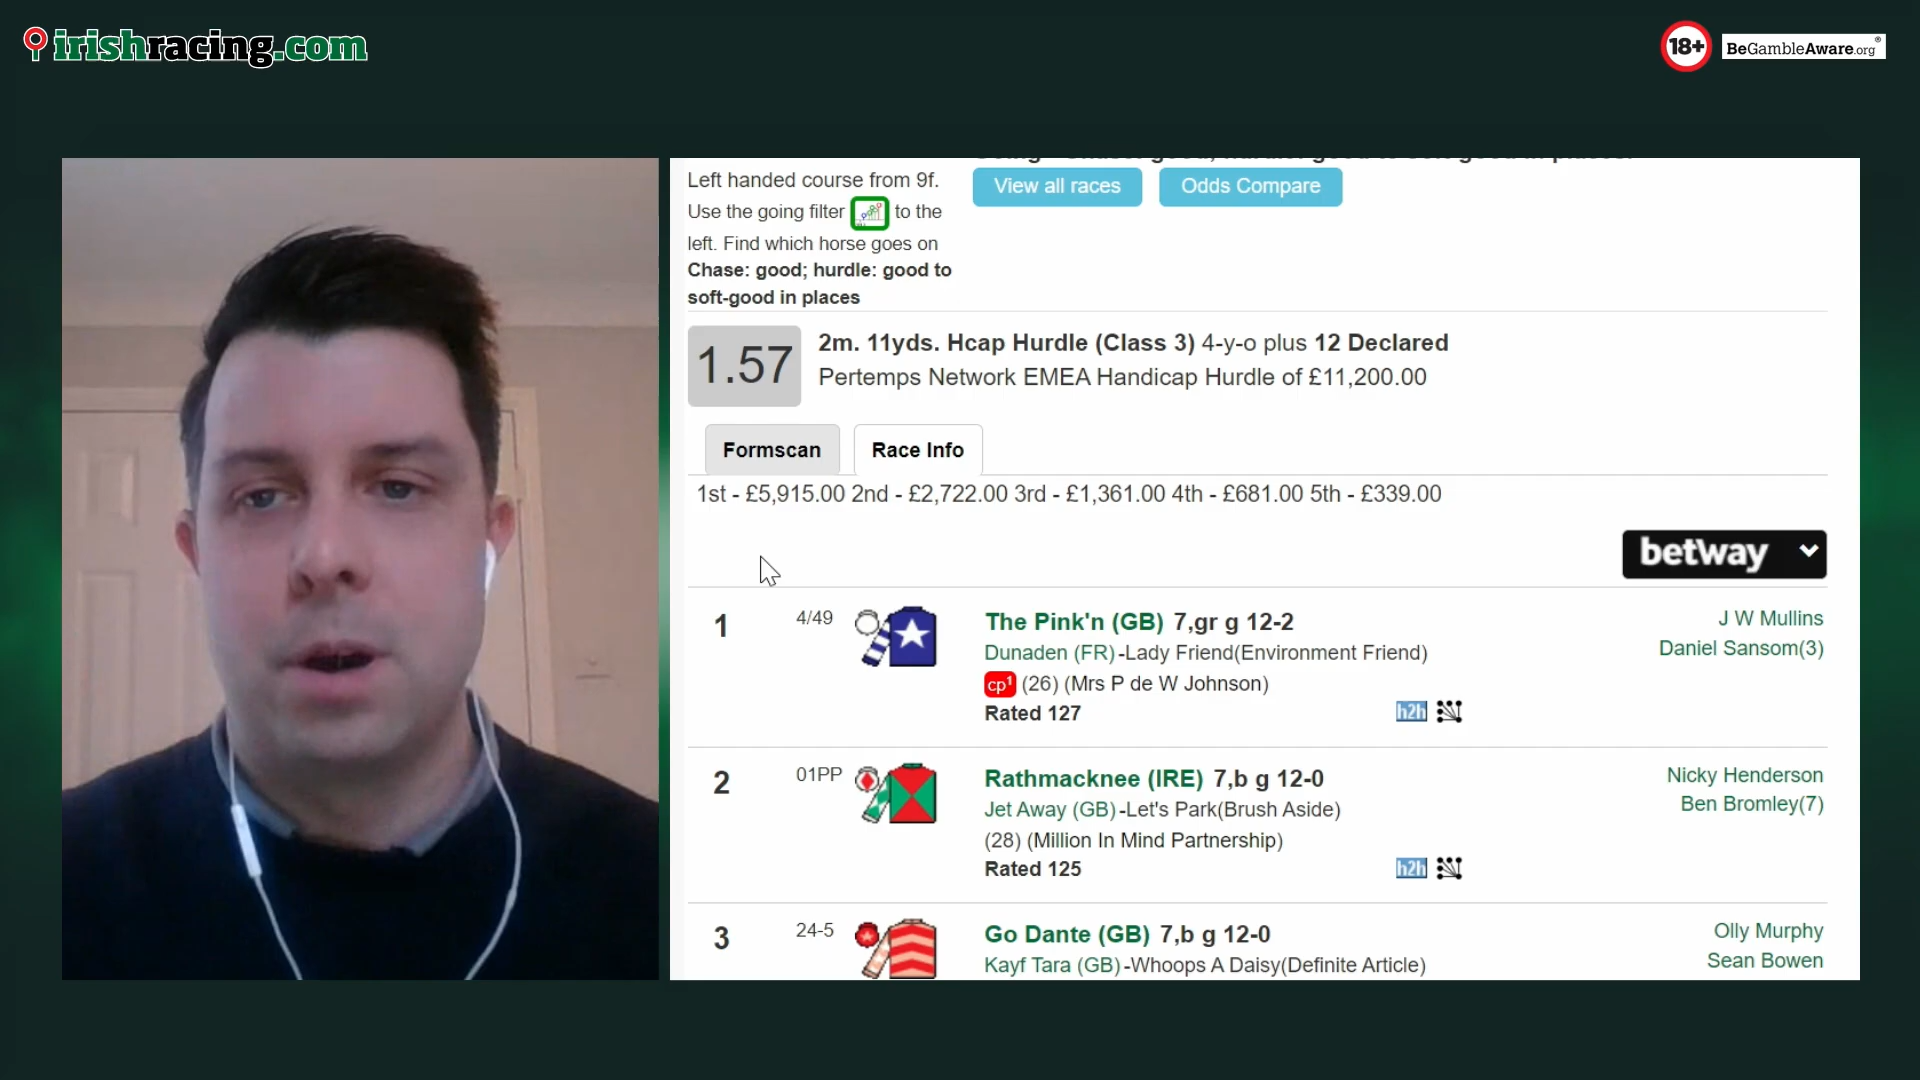 irishracing.com
18+
BeGambleAware.org®
Left handed course from 9f.
Use the going filter to the
left. Find which horse goes on
Chase: good; hurdle: good to
soft-good in places
View all races
Odds Compare
1.57
2m. 11yds. Hcap Hurdle (Class 3) 4-y-o plus 12 Declared
Pertemps Network EMEA Handicap Hurdle of £11,200.00
Formscan
Race Info
1st - £5,915.00 2nd - £2,722.00 3rd - £1,361.00 4th - £681.00 5th - £339.00
betway
1
4/49
The Pink'n (GB) 7,gr g 12-2
J W Mullins
Dunaden (FR)-Lady Friend(Environment Friend)
Daniel Sansom(3)
cp1 (26) (Mrs P de W Johnson)
Rated 127
h2h
2
01PP
Rathmacknee (IRE) 7,b g 12-0
Nicky Henderson
Jet Away (GB)-Let's Park(Brush Aside)
Ben Bromley(7)
(28) (Million In Mind Partnership)
Rated 125
h2h
3
24-5
Go Dante (GB) 7,b g 12-0
Olly Murphy
Kayf Tara (GB)-Whoops A Daisy(Definite Article)
Sean Bowen